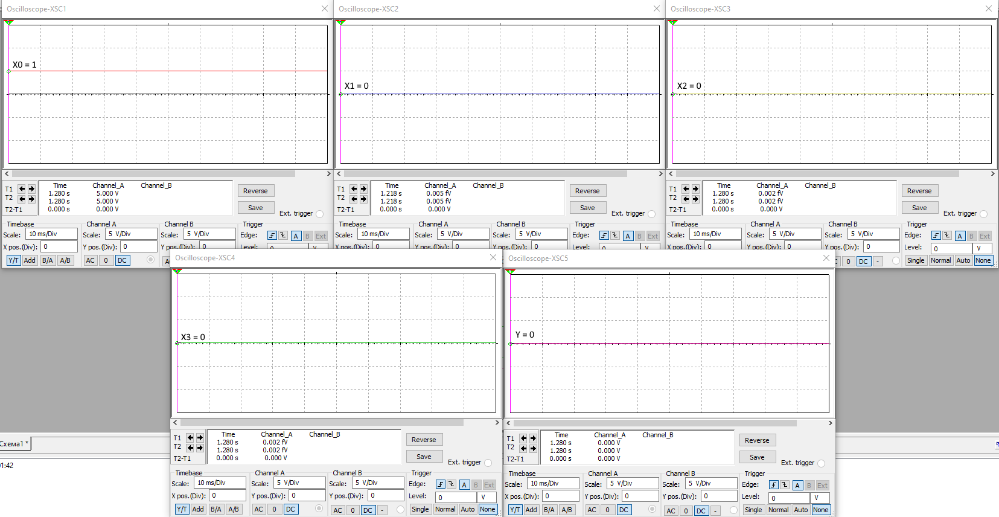 Oscilloscope-XSC1
X0 = 1
T1
T2
T2-T1
Time Channel_A Channel_B
1.280 s 5.000 V
1.280 s 5.000 V
0.000 s 0.000 V
Reverse
Save
Ext. trigger
Timebase
Scale: 10 ms/Div
X pos.(Div): 0
Y/T Add B/A A/B
Channel A
Scale: 5 V/Div
Y pos.(Div): 0
AC 0 DC
Channel B
Scale: 5 V/Div
Y pos.(Div): 0
Trigger
Edge: A B Ext
Level: 0 V
Oscilloscope-XSC2
X1 = 0
T1
T2
T2-T1
Time Channel_A Channel_B
1.218 s 0.005 fV
1.218 s 0.005 fV
0.000 s 0.000 V
Reverse
Save
Ext. trigger
Timebase
Scale: 10 ms/Div
X pos.(Div): 0
Channel A
Scale: 5 V/Div
Y pos.(Div): 0
Channel B
Scale: 5 V/Div
Y pos.(Div): 0
Trigger
Edge: A B Ext
Level: 0 V
Oscilloscope-XSC3
X2 = 0
T1
T2
T2-T1
Time Channel_A Channel_B
1.280 s 0.002 fV
1.280 s 0.002 fV
0.000 s 0.000 V
Reverse
Save
Ext. trigger
Timebase
Scale: 10 ms/Div
X pos.(Div): 0
Channel A
Scale: 5 V/Div
Y pos.(Div): 0
Channel B
Scale: 5 V/Div
Y pos.(Div): 0
0 DC -
Trigger
Edge: A B Ext
Level: 0 V
Single Normal Auto None
Oscilloscope-XSC4
X3 = 0
T1
T2
T2-T1
Time Channel_A Channel_B
1.280 s 0.002 fV
1.280 s 0.002 fV
0.000 s 0.000 V
Reverse
Save
Ext. trigger
Timebase
Scale: 10 ms/Div
X pos.(Div): 0
Y/T Add B/A A/B
Channel A
Scale: 5 V/Div
Y pos.(Div): 0
AC 0 DC
Channel B
Scale: 5 V/Div
Y pos.(Div): 0
AC 0 DC -
Trigger
Edge: A B Ext
Level: 0 V
Single Normal Auto None
Oscilloscope-XSC5
Y = 0
T1
T2
T2-T1
Time Channel_A Channel_B
1.280 s 0.000 V
1.280 s 0.000 V
0.000 s 0.000 V
Reverse
Save
Ext. trigger
Timebase
Scale: 10 ms/Div
X pos.(Div): 0
Y/T Add B/A A/B
Channel A
Scale: 5 V/Div
Y pos.(Div): 0
AC 0 DC
Channel B
Scale: 5 V/Div
Y pos.(Div): 0
AC 0 DC -
Trigger
Edge: A B Ext
Level: 0 V
Single Normal Auto None
Схема1 *
1:42